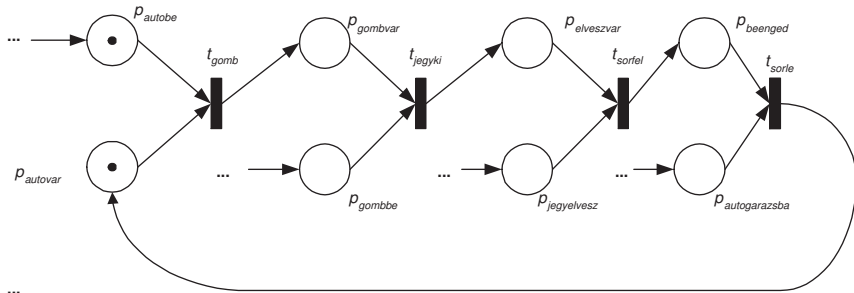 p_autobe
p_gombvar
p_elveszvar
p_beenged
...
t_gomb
t_jegyki
t_sorfel
t_sorle
p_autovar
...
...
...
p_gombbe
p_jegyelvesz
p_autogarazsba
...